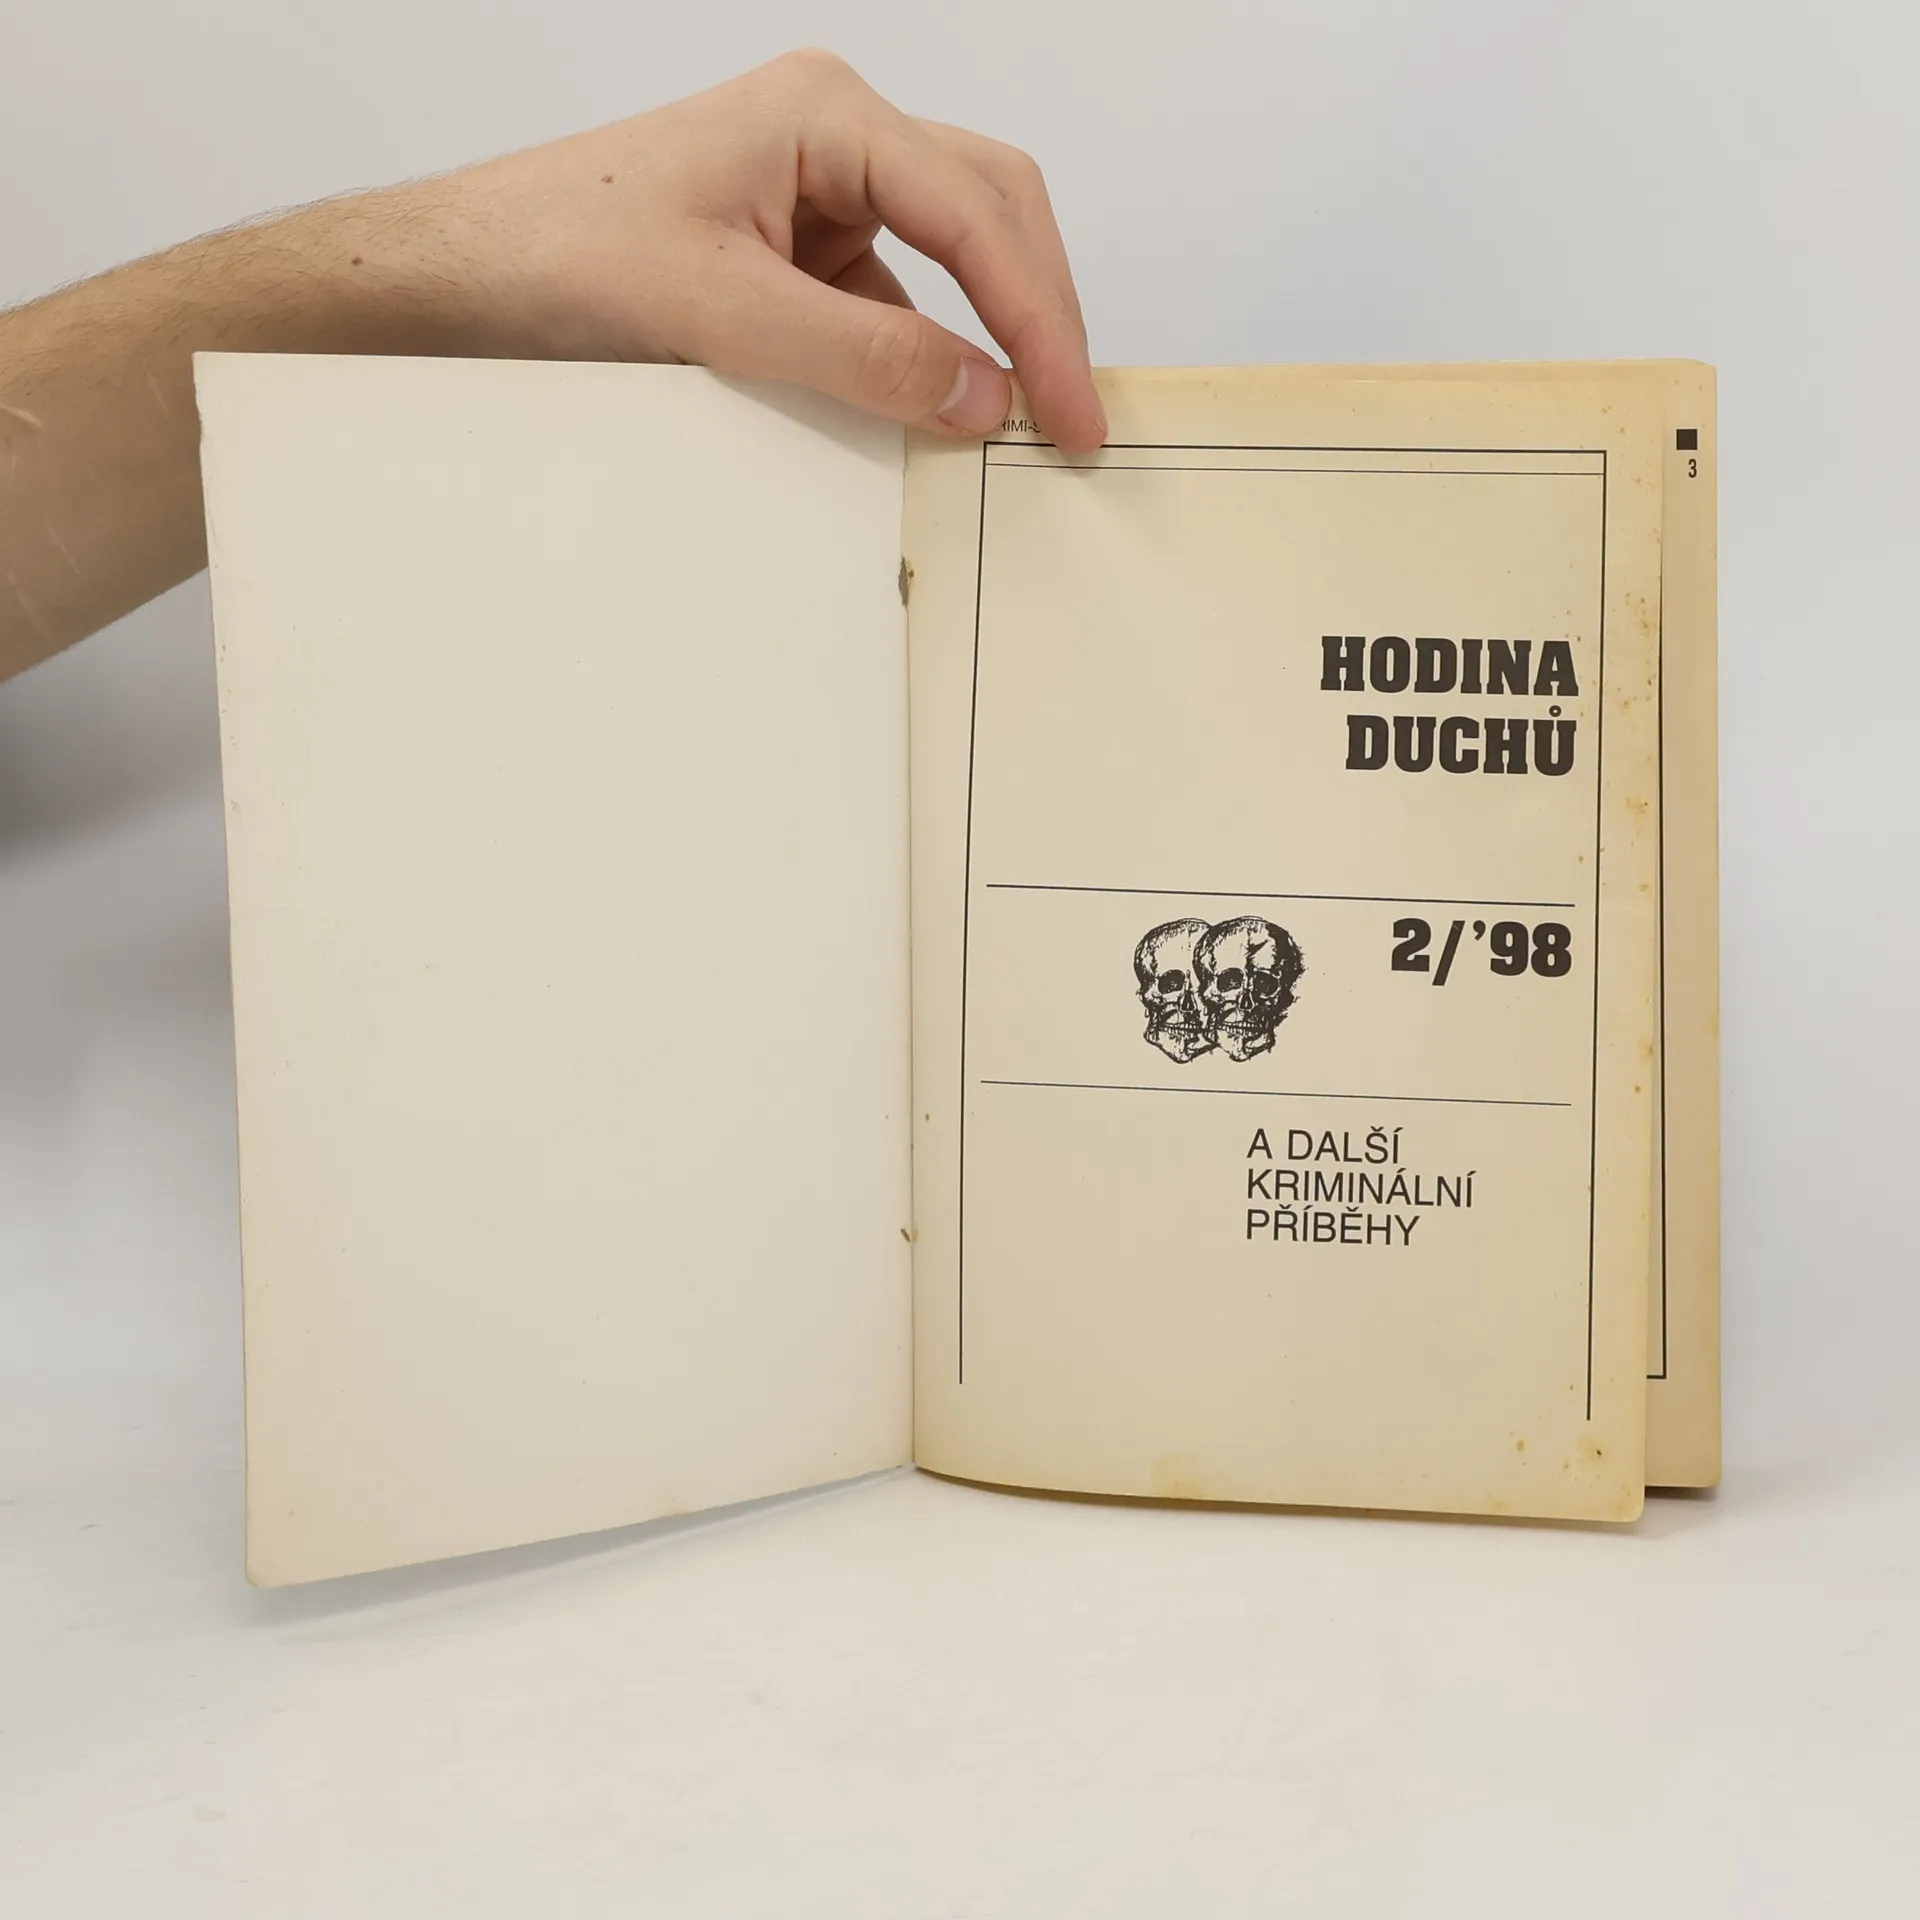 3
HODINA
DUCHŮ
2/'98
A DALŠÍ
KRIMINÁLNÍ
PŘÍBĚHY